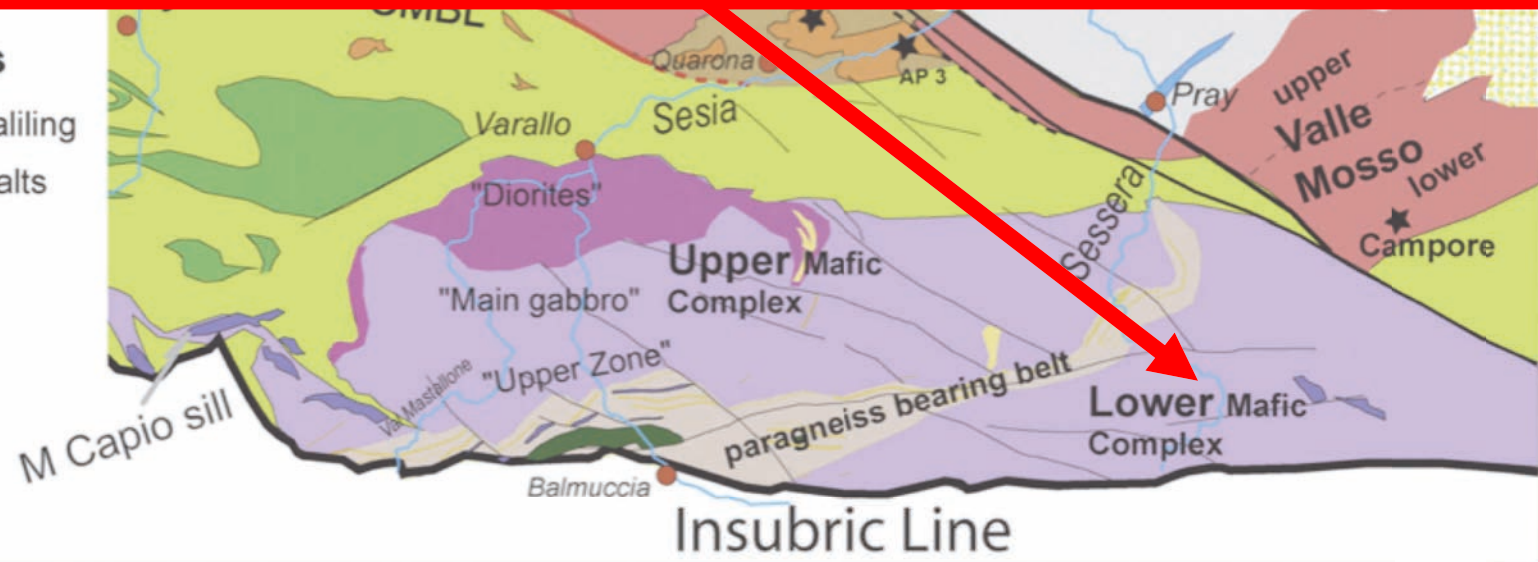 CMBL
s
aliling
alts
Quarona
AP 3
Varallo
Sesia
Pray
upper
Valle
Mosso
lower
Campore
"Diorites"
Sessera
Upper Mafic
Complex
"Main gabbro"
"Upper Zone"
Val Mastallone
M Capio sill
paragneiss bearing belt
Lower Mafic
Complex
Balmuccia
Insubric Line